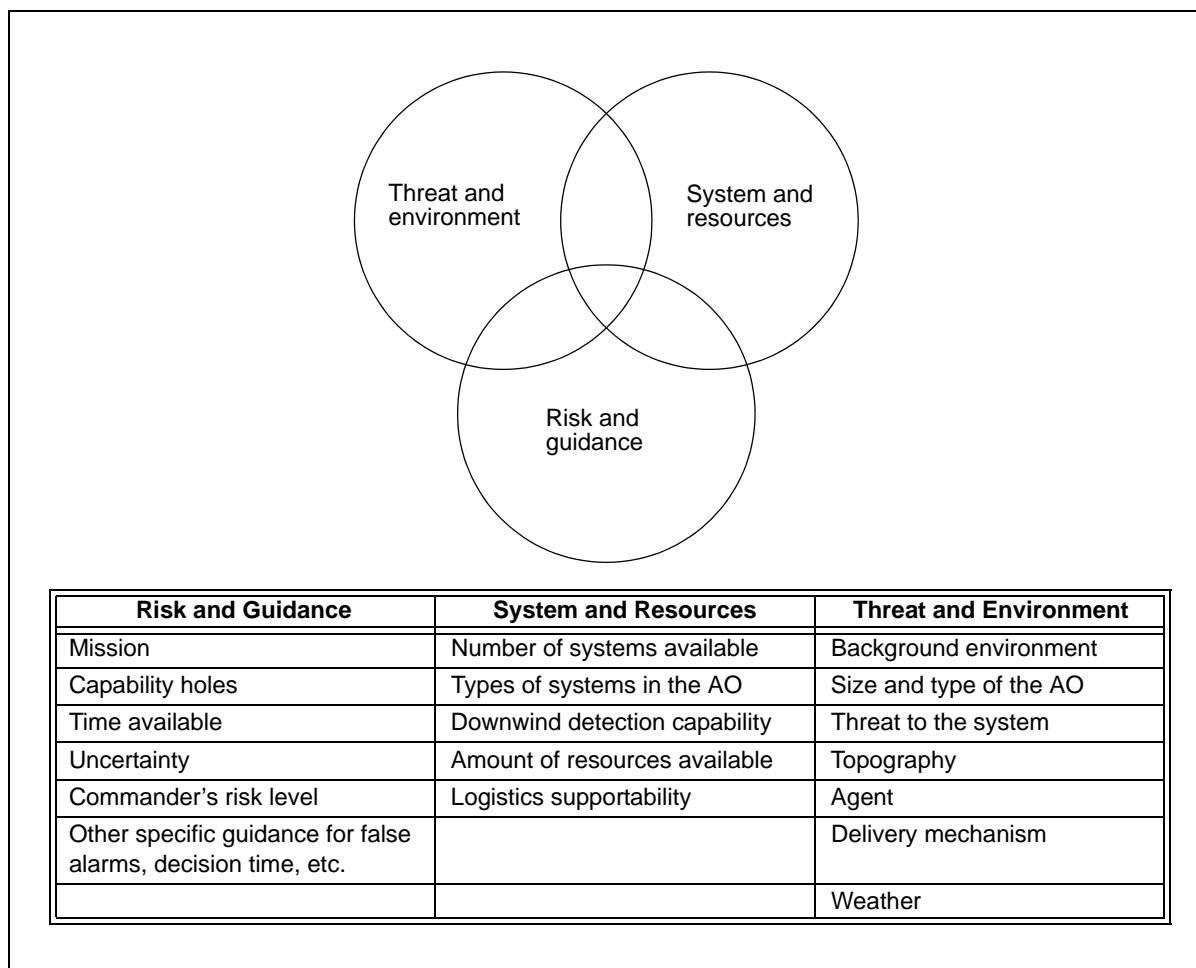 Threat and
environment
System and
resources
Risk and
guidance
Risk and Guidance System and Resources Threat and Environment
Mission Number of systems available Background environment
Capability holes Types of systems in the AO Size and type of the AO
Time available Downwind detection capability Threat to the system
Uncertainty Amount of resources available Topography
Commander’s risk level Logistics supportability Agent
Other specific guidance for false Delivery mechanism
alarms, decision time, etc.
Weather